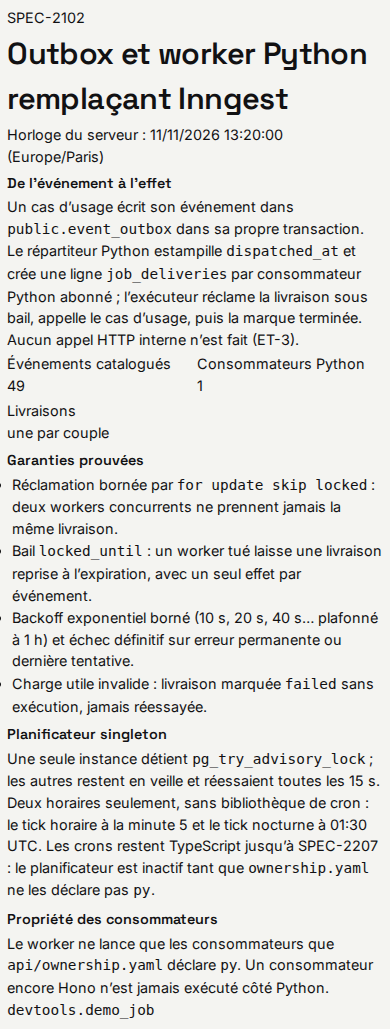 SPEC-2102
Outbox et worker Python
remplaçant Inngest
Horloge du serveur : 11/11/2026 13:20:00
(Europe/Paris)
De l'événement à l'effet
Un cas d'usage écrit son événement dans
public.event_outbox dans sa propre transaction.
Le répartiteur Python estampille dispatched_at et
crée une ligne job_deliveries par consommateur
Python abonné ; l'exécuteur réclame la livraison sous
bail, appelle le cas d'usage, puis la marque terminée.
Aucun appel HTTP interne n'est fait (ET-3).
Événements catalogués Consommateurs Python
49 1
Livraisons
une par couple
Garanties prouvées
Réclamation bornée par for update skip locked :
deux workers concurrents ne prennent jamais la
même livraison.
Bail locked_until : un worker tué laisse une livraison
reprise à l'expiration, avec un seul effet par
événement.
Backoff exponentiel borné (10 s, 20 s, 40 s… plafonné
à 1 h) et échec définitif sur erreur permanente ou
dernière tentative.
Charge utile invalide : livraison marquée failed sans
exécution, jamais réessayée.
Planificateur singleton
Une seule instance détient pg_try_advisory_lock ;
les autres restent en veille et réessaient toutes les 15 s.
Deux horaires seulement, sans bibliothèque de cron :
le tick horaire à la minute 5 et le tick nocturne à 01:30
UTC. Les crons restent TypeScript jusqu'à SPEC-2207
: le planificateur est inactif tant que ownership.yaml
ne les déclare pas py.
Propriété des consommateurs
Le worker ne lance que les consommateurs que
api/ownership.yaml déclare py. Un consommateur
encore Hono n'est jamais exécuté côté Python.
devtools.demo_job